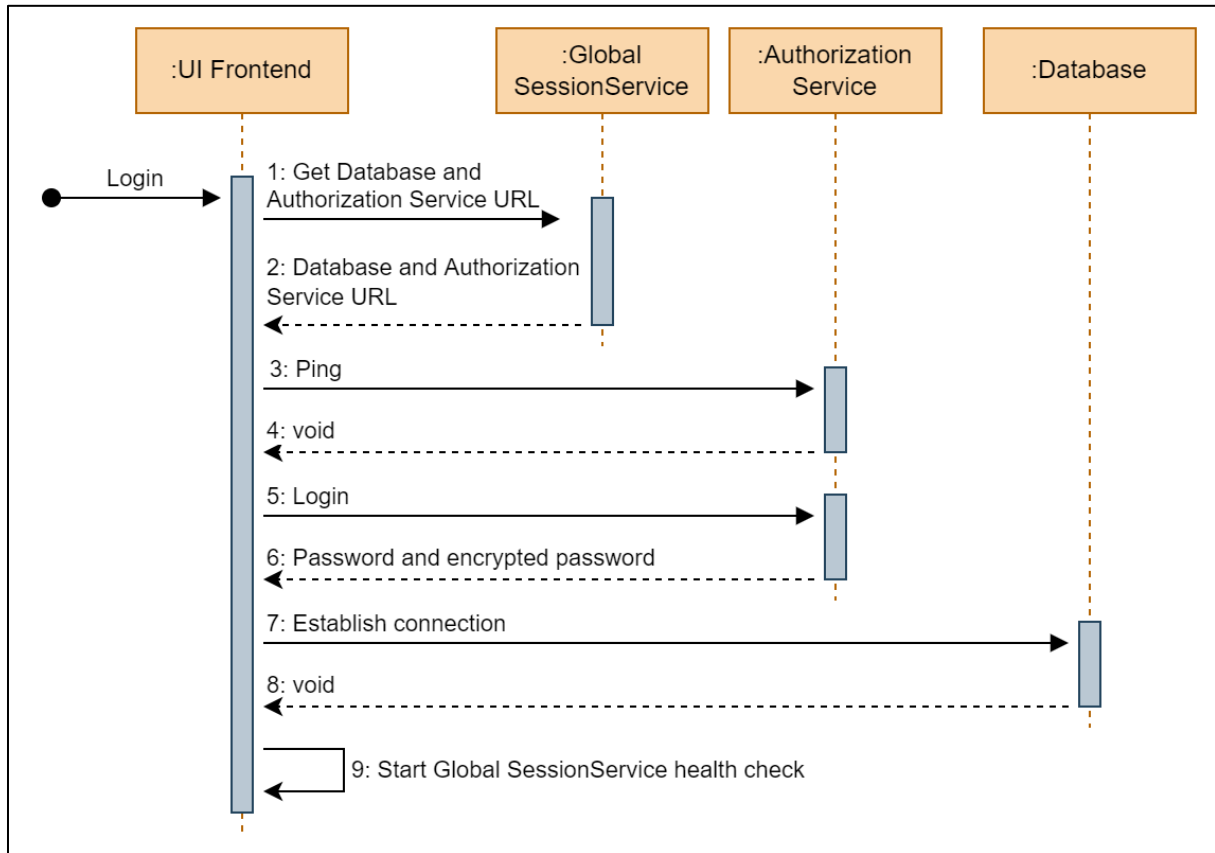 :UI Frontend
:Global
SessionService
:Authorization
Service
:Database
Login
1: Get Database and
Authorization Service URL
2: Database and Authorization
Service URL
3: Ping
4: void
5: Login
6: Password and encrypted password
7: Establish connection
8: void
9: Start Global SessionService health check